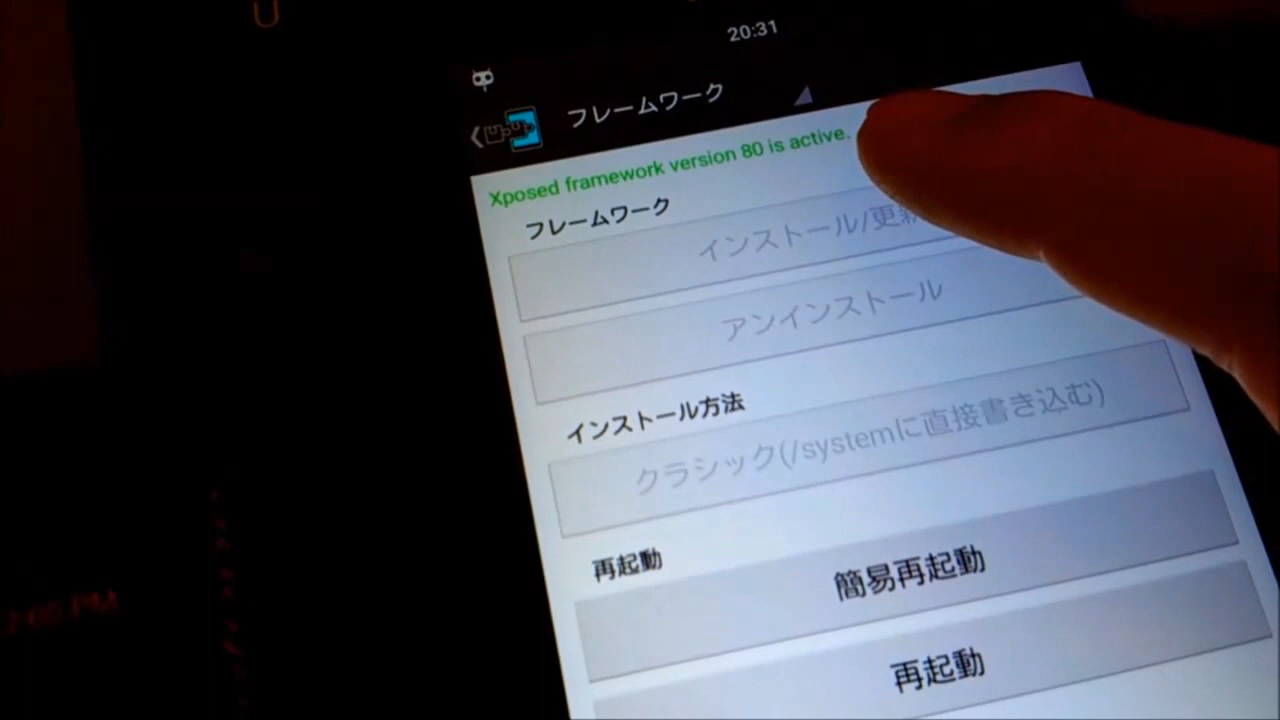 20:31
フレームワーク
Xposed framework version 80 is active.
フレームワーク
インストール/更新
アンインストール
インストール方法
クラシック(/systemに直接書き込む)
再起動
簡易再起動
再起動